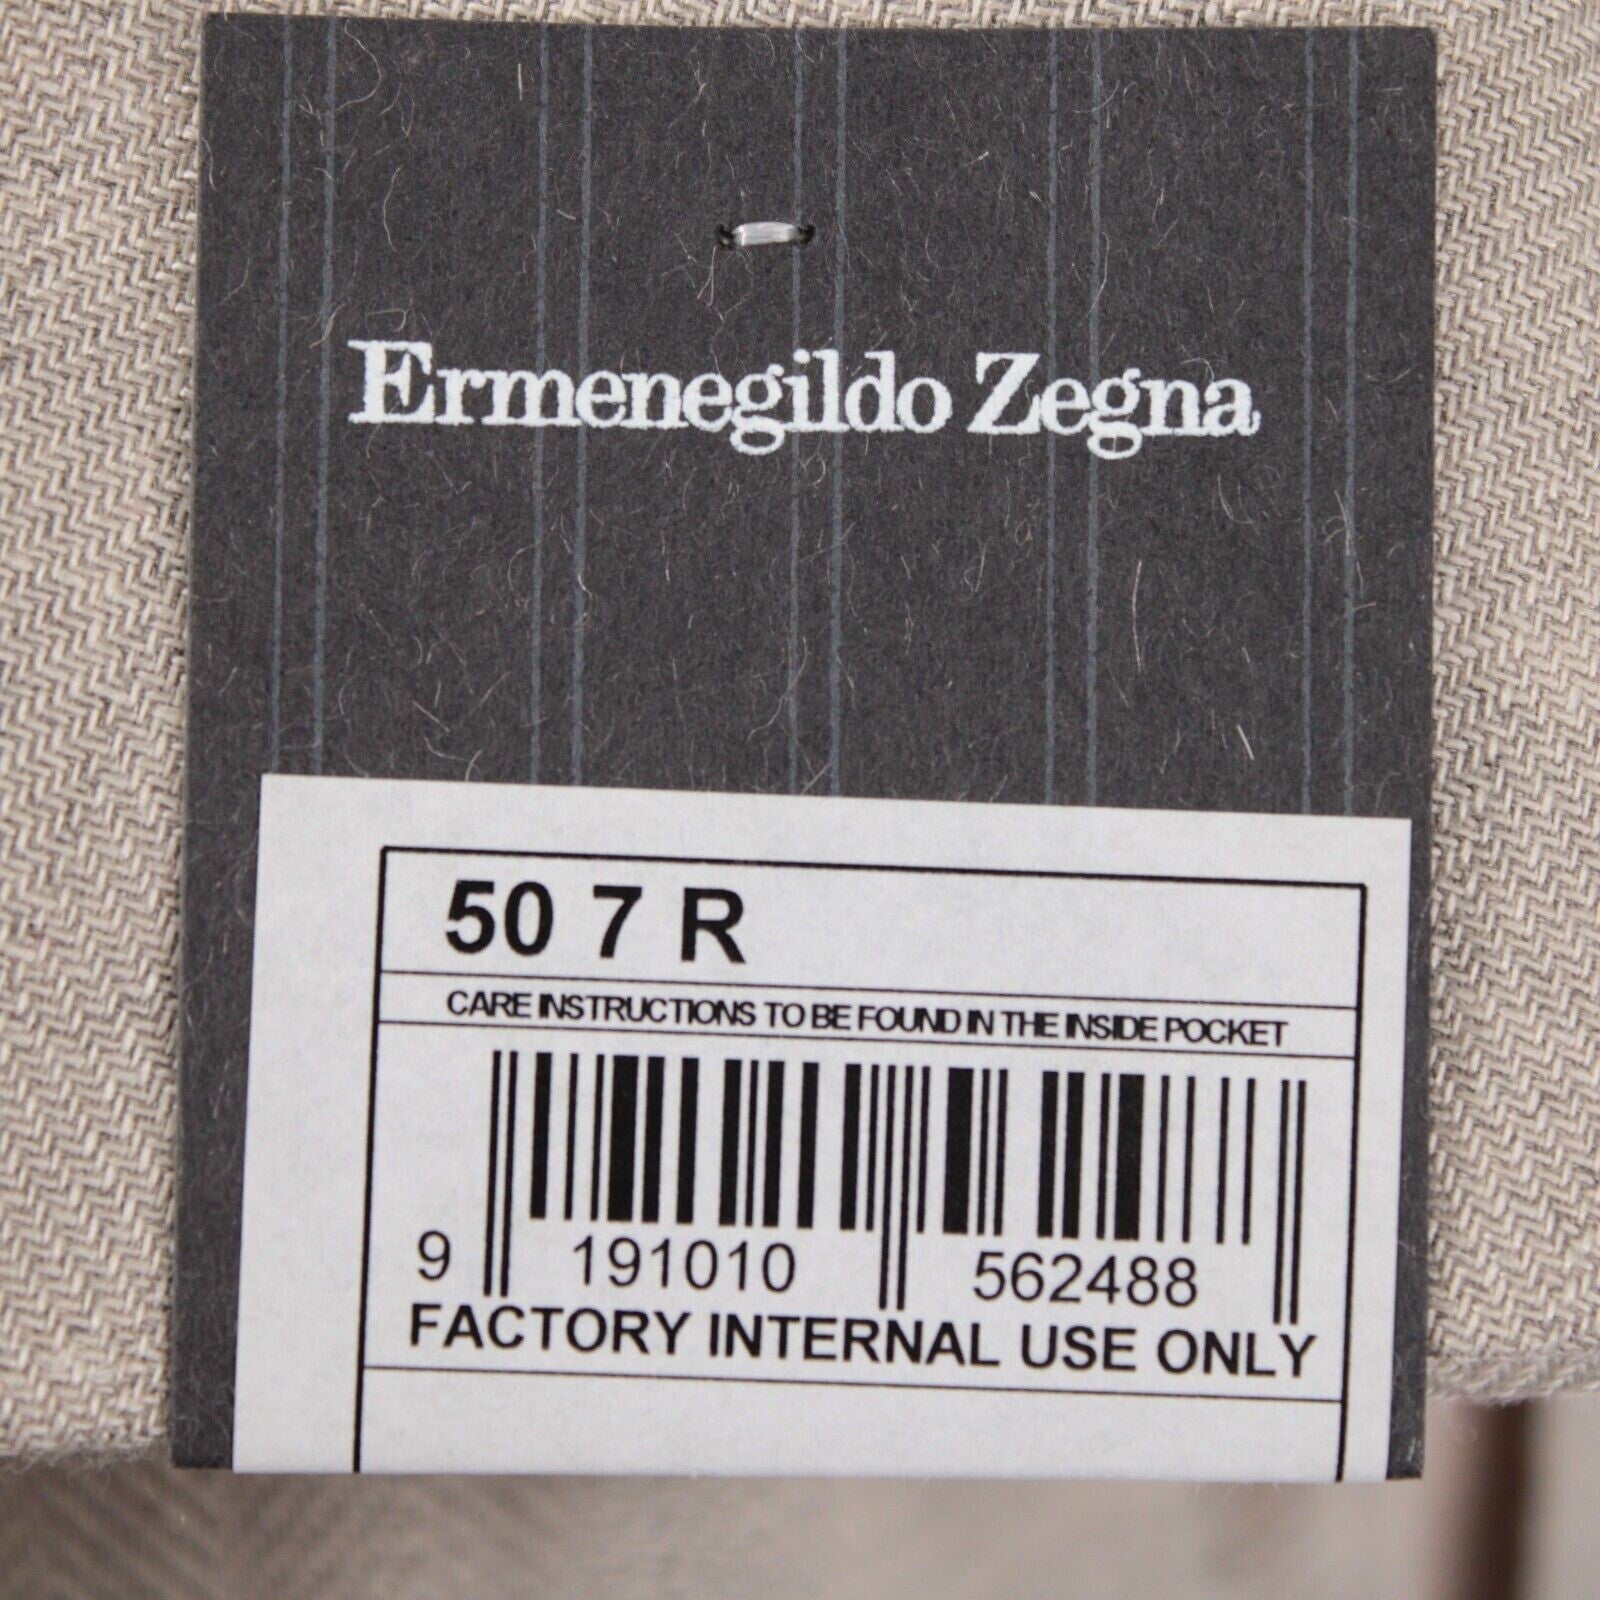 Ermenegildo Zegna
50 7 R
CARE INSTRUCTIONS TO BE FOUND IN THE INSIDE POCKET
9 191010 562488
FACTORY INTERNAL USE ONLY